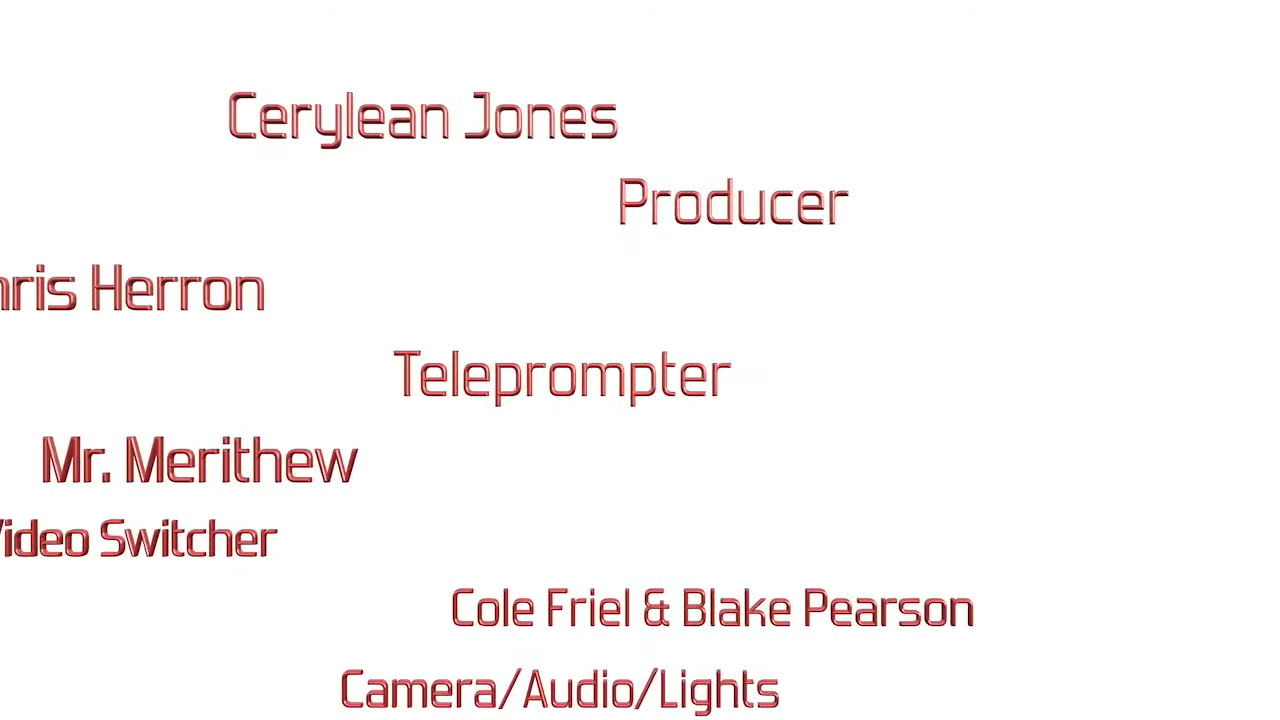 Cerylean Jones
Producer
hris Herron
Teleprompter
Mr. Merithew
Video Switcher
Cole Friel & Blake Pearson
Camera/Audio/Lights